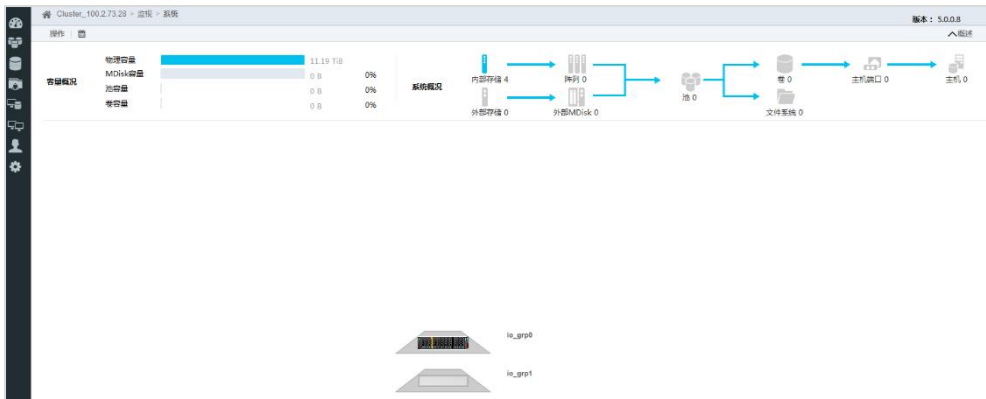 Cluster_100.2.73.28 > 监视 > 系统
版本： 5.0.0.8
操作
概述
容量概况
物理容量 11.19 TiB
MDisk容量 0 B 0%
池容量 0 B 0%
卷容量 0 B 0%
系统概况
内部存储 4
阵列 0
外部存储 0
外部MDisk 0
池 0
卷 0
文件系统 0
主机端口 0
主机 0
io_grp0
io_grp1